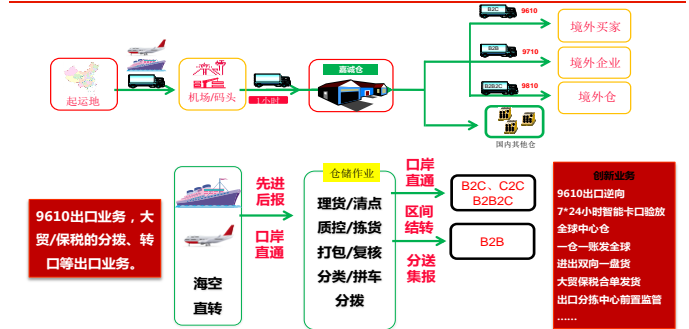 B2C
9610
境外买家
B2B
9710
境外企业
B2B2C
9810
境外仓
起运地
机场/码头
1小时
嘉诚仓
国内其他仓
9610出口业务，大
贸/保税的分拨、转
口等出口业务。
海空
直转
先进
后报
口岸
直通
仓储作业
理货/清点
质控/拣货
打包/复核
分类/拼车
分拨
口岸
直通
区间
结转
分送
集报
B2C、C2C
B2B2C
B2B
创新业务
9610出口逆向
7*24小时智能卡口验放
全球中心仓
一仓一账发全球
进出双向一盘货
大贸保税合单发货
出口分拣中心前置监管
......